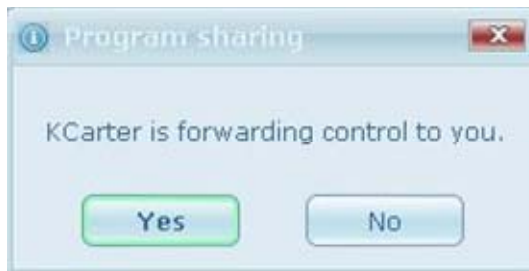 Program sharing
KCarter is forwarding control to you.
Yes
No